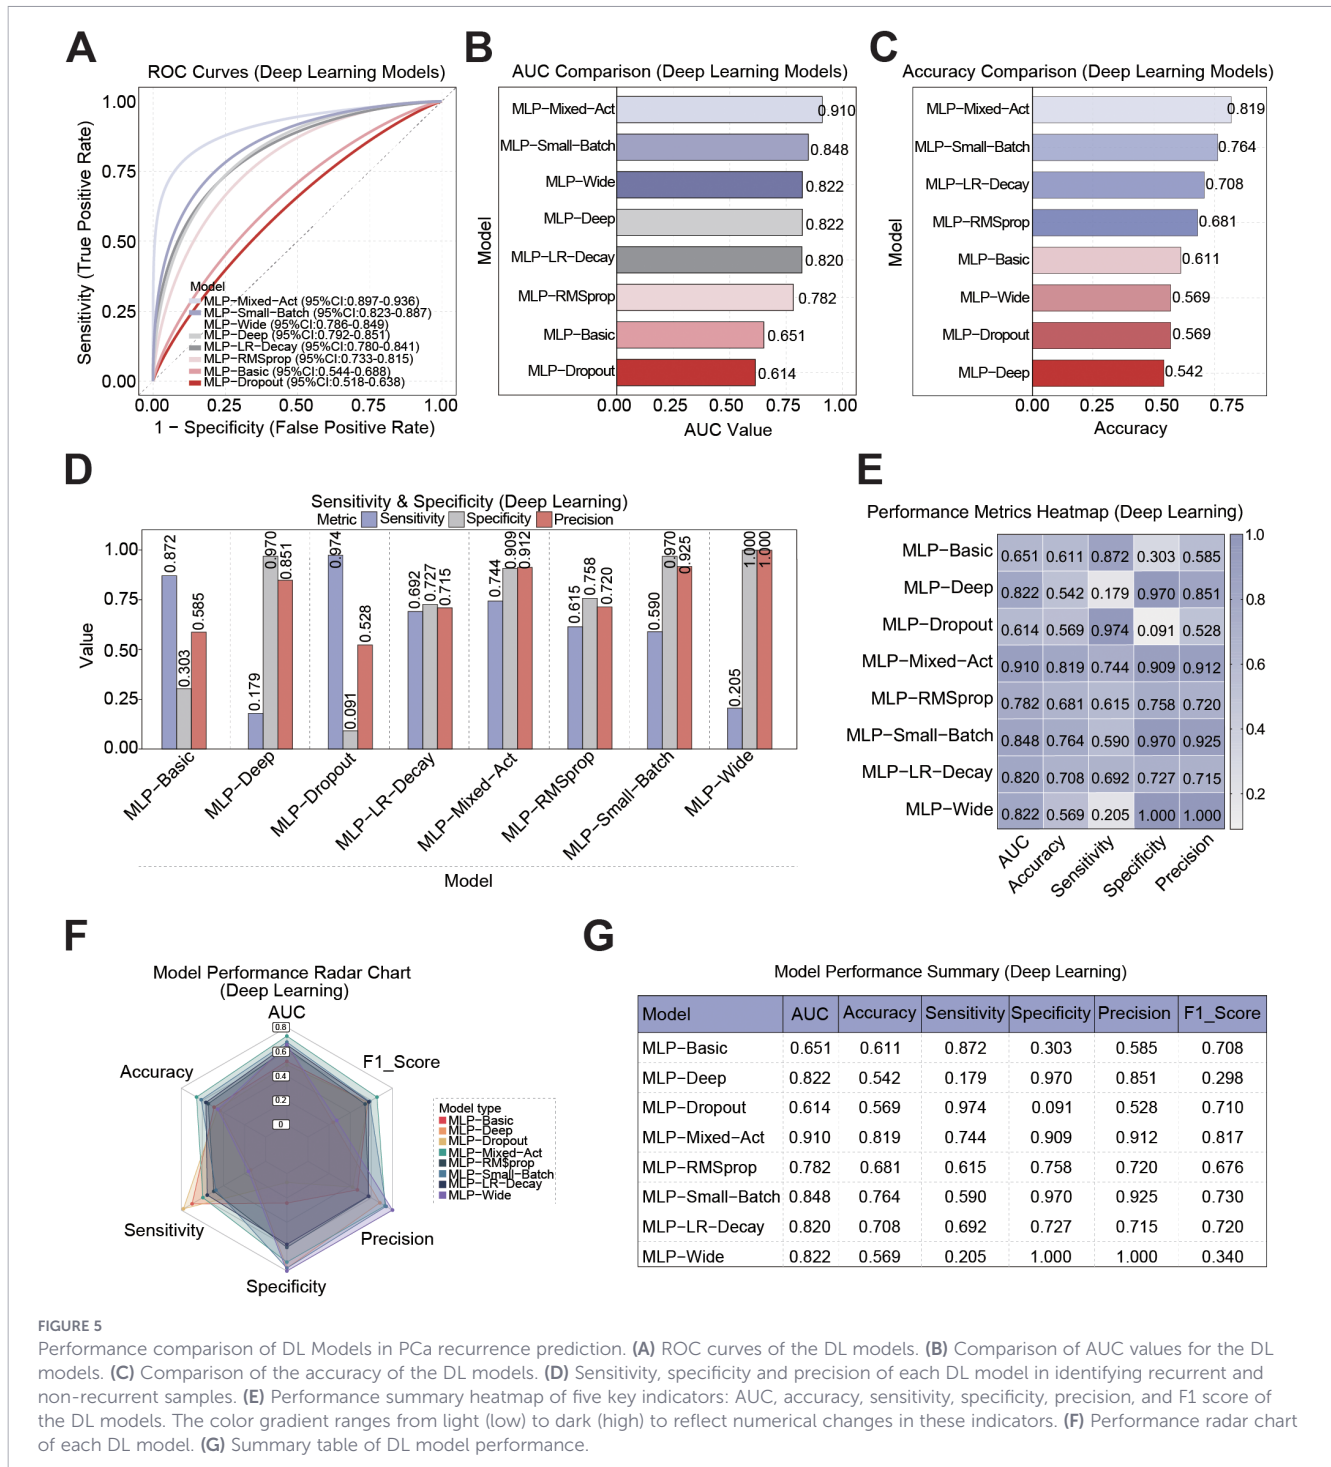 A
ROC Curves (Deep Learning Models)
Sensitivity (True Positive Rate)
1.00
0.75
0.50
0.25
0.00
Model
MLP-Mixed-Act (95%CI:0.897-0.936)
MLP-Small-Batch (95%CI:0.823-0.887)
MLP-Wide (95%CI:0.786-0.849)
MLP-Deep (95%CI:0.792-0.851)
MLP-LR-Decay (95%CI:0.780-0.841)
MLP-RMSprop (95%CI:0.733-0.815)
MLP-Basic (95%CI:0.544-0.688)
MLP-Dropout (95%CI:0.518-0.638)
0.00 0.25 0.50 0.75 1.00
1 − Specificity (False Positive Rate)
B
AUC Comparison (Deep Learning Models)
Model
MLP-Mixed-Act 0.910
MLP-Small-Batch 0.848
MLP-Wide 0.822
MLP-Deep 0.822
MLP-LR-Decay 0.820
MLP-RMSprop 0.782
MLP-Basic 0.651
MLP-Dropout 0.614
0.00 0.25 0.50 0.75 1.00
AUC Value
C
Accuracy Comparison (Deep Learning Models)
Model
MLP-Mixed-Act 0.819
MLP-Small-Batch 0.764
MLP-LR-Decay 0.708
MLP-RMSprop 0.681
MLP-Basic 0.611
MLP-Wide 0.569
MLP-Dropout 0.569
MLP-Deep 0.542
0.00 0.25 0.50 0.75
Accuracy
D
Sensitivity & Specificity (Deep Learning)
Metric Sensitivity Specificity Precision
Value
1.00
0.75
0.50
0.25
0.00
0.872 0.303 0.585
0.179 0.970 0.851
0.974 0.091 0.528
0.692 0.727 0.715
0.744 0.909 0.912
0.615 0.758 0.720
0.590 0.970 0.925
0.205 1.000 1.000
MLP-Basic
MLP-Deep
MLP-Dropout
MLP-LR-Decay
MLP-Mixed-Act
MLP-RMSprop
MLP-Small-Batch
MLP-Wide
Model
E
Performance Metrics Heatmap (Deep Learning)
MLP-Basic 0.651 0.611 0.872 0.303 0.585
MLP-Deep 0.822 0.542 0.179 0.970 0.851
MLP-Dropout 0.614 0.569 0.974 0.091 0.528
MLP-Mixed-Act 0.910 0.819 0.744 0.909 0.912
MLP-RMSprop 0.782 0.681 0.615 0.758 0.720
MLP-Small-Batch 0.848 0.764 0.590 0.970 0.925
MLP-LR-Decay 0.820 0.708 0.692 0.727 0.715
MLP-Wide 0.822 0.569 0.205 1.000 1.000
AUC
Accuracy
Sensitivity
Specificity
Precision
1.0
0.8
0.6
0.4
0.2
F
Model Performance Radar Chart
(Deep Learning)
AUC
F1_Score
Precision
Specificity
Sensitivity
Accuracy
0.8
0.6
0.4
0.2
0
Model type
MLP-Basic
MLP-Deep
MLP-Dropout
MLP-Mixed-Act
MLP-RM$prop
MLP-Small-Batch
MLP-LR-Decay
MLP-Wide
G
Model Performance Summary (Deep Learning)
Model AUC Accuracy Sensitivity Specificity Precision F1_Score
MLP-Basic 0.651 0.611 0.872 0.303 0.585 0.708
MLP-Deep 0.822 0.542 0.179 0.970 0.851 0.298
MLP-Dropout 0.614 0.569 0.974 0.091 0.528 0.710
MLP-Mixed-Act 0.910 0.819 0.744 0.909 0.912 0.817
MLP-RMSprop 0.782 0.681 0.615 0.758 0.720 0.676
MLP-Small-Batch 0.848 0.764 0.590 0.970 0.925 0.730
MLP-LR-Decay 0.820 0.708 0.692 0.727 0.715 0.720
MLP-Wide 0.822 0.569 0.205 1.000 1.000 0.340
FIGURE 5
Performance comparison of DL Models in PCa recurrence prediction. (A) ROC curves of the DL models. (B) Comparison of AUC values for the DL
models. (C) Comparison of the accuracy of the DL models. (D) Sensitivity, specificity and precision of each DL model in identifying recurrent and
non-recurrent samples. (E) Performance summary heatmap of five key indicators: AUC, accuracy, sensitivity, specificity, precision, and F1 score of
the DL models. The color gradient ranges from light (low) to dark (high) to reflect numerical changes in these indicators. (F) Performance radar chart
of each DL model. (G) Summary table of DL model performance.